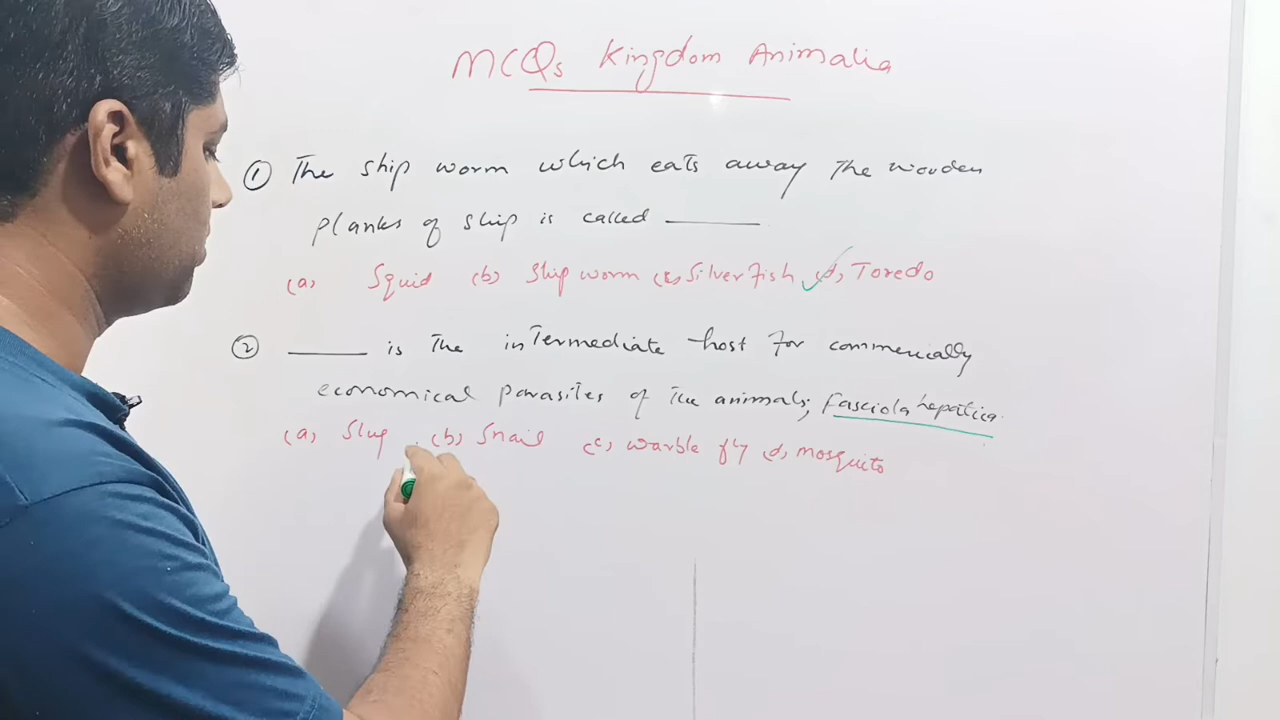 MCQs Kingdom Animalia
① The ship worm which eats away the wooden
planks of ship is called ______
(a) Squid (b) Ship worm (c) Silver fish (d) Toredo
② ______ is the intermediate host for commercially
economical parasites of the animals; Fasciola hepatica.
(a) Slug (b) Snail (c) warble fly (d) mosquito